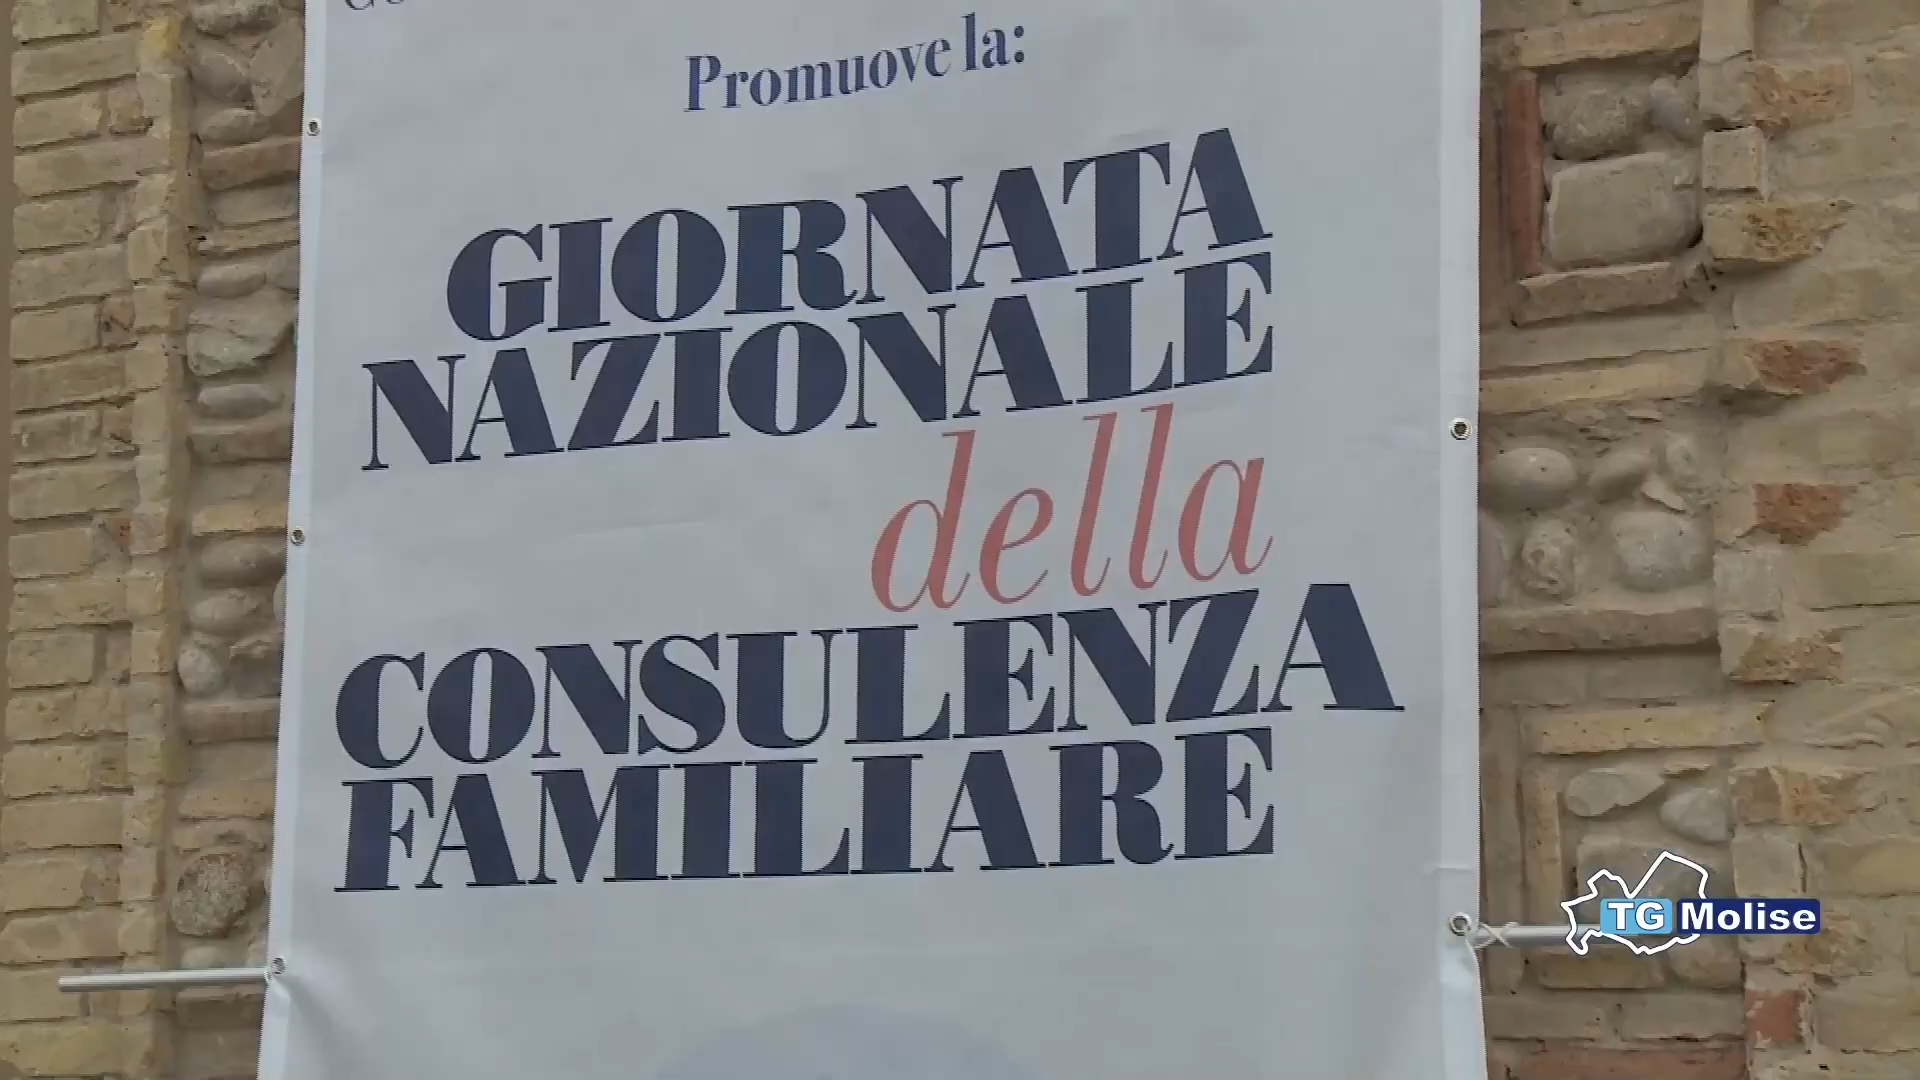 Promuove la:
GIORNATA
NAZIONALE
della
CONSULENZA
FAMILIARE
TG Molise